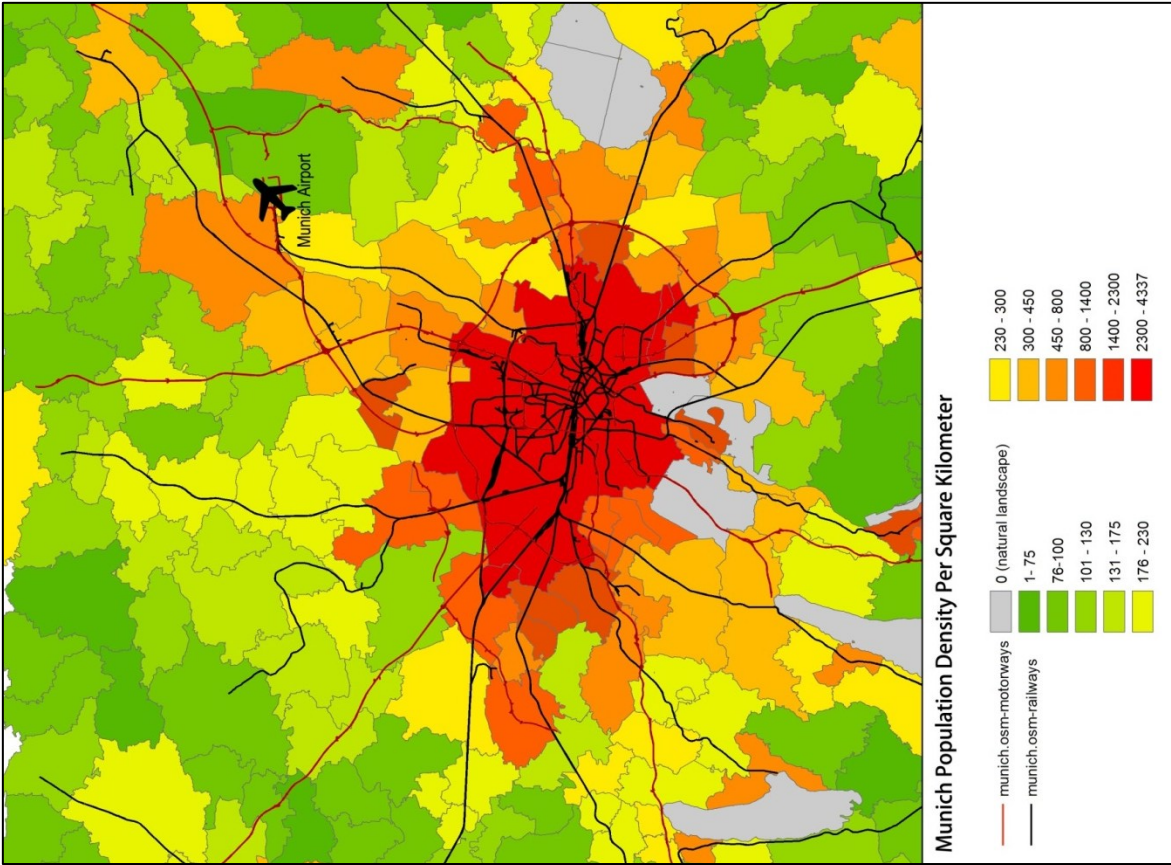 Munich Airport
Munich Population Density Per Square Kilometer
munich.osm-motorways
munich.osm-railways
0 (natural landscape)
1- 75
76-100
101 - 130
131 - 175
176 - 230
230 - 300
300 - 450
450 - 800
800 - 1400
1400 - 2300
2300 - 4337